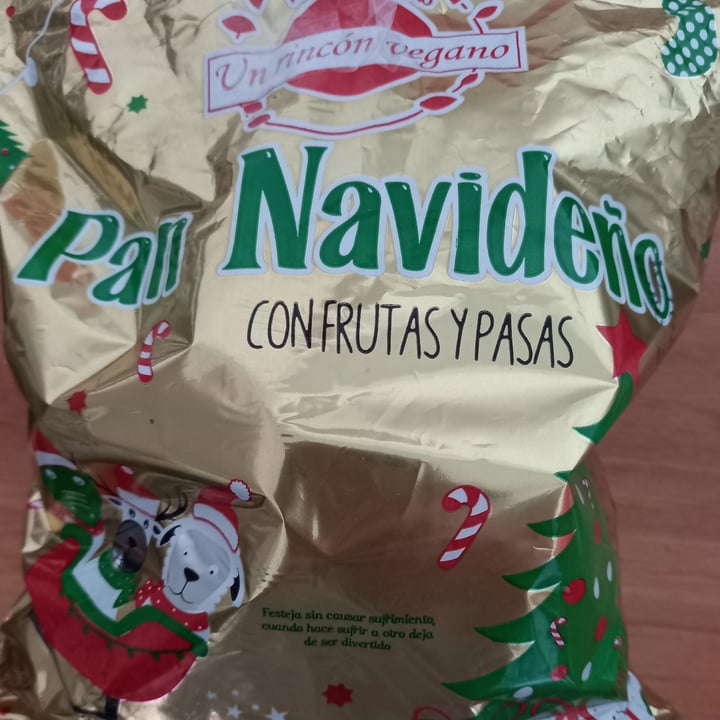 Un rincón vegano
Pan Navideño
CON FRUTAS Y PASAS
Festeja sin causar sufrimiento,
cuando hace sufrir a otro deja
de ser divertido